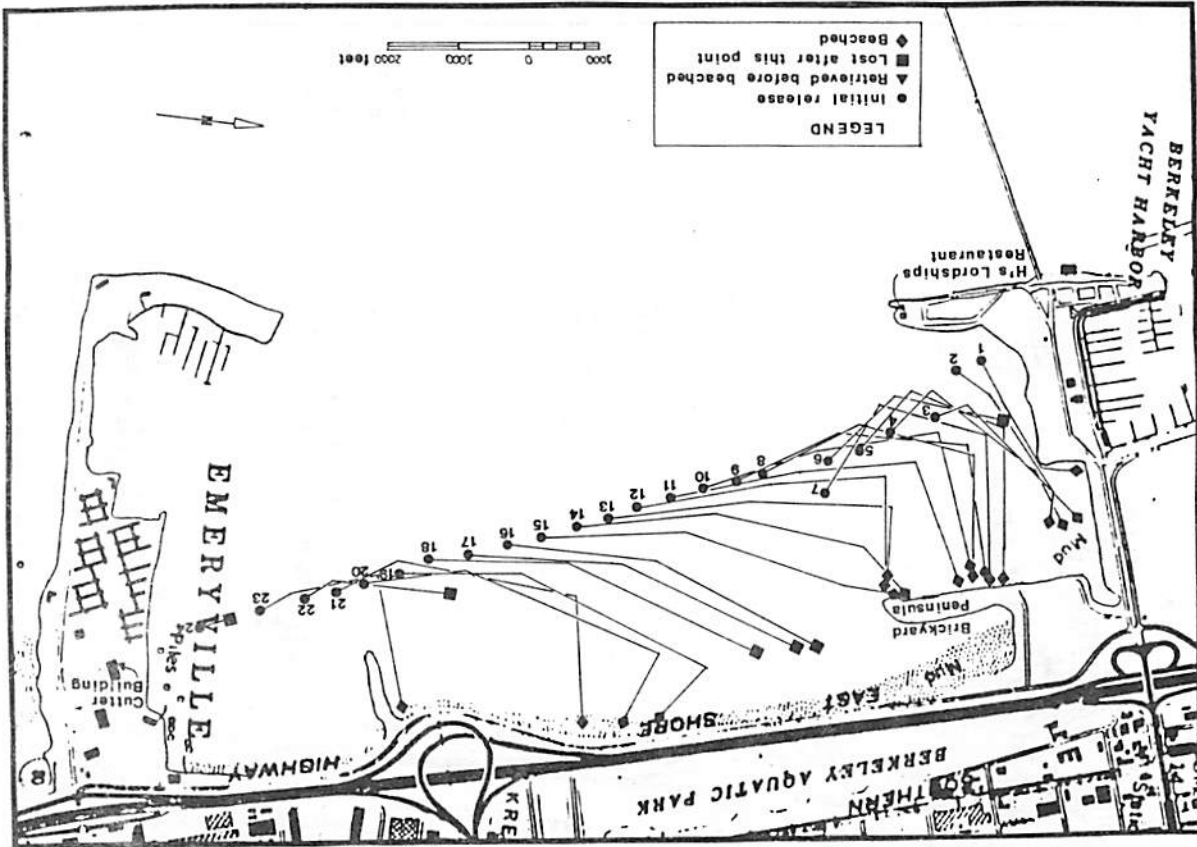 BERKELEY
YACHT HARBOR
H's Lordships
Restaurant
LEGEND
Initial release
Retrieved before beached
Lost after this point
Beached
1000 0 1000 2000 feet
N
1
2
3
4
6
7
8
9
10
11
12
13
14
15
16
17
18
19
20
21
22
23
Mud
Brickyard
Peninsula
Mud
EMERYVILLE
Pikes
Cutter
Building
EAST
SHORE
HIGHWAY
BERKELEY AQUATIC PARK
THERN